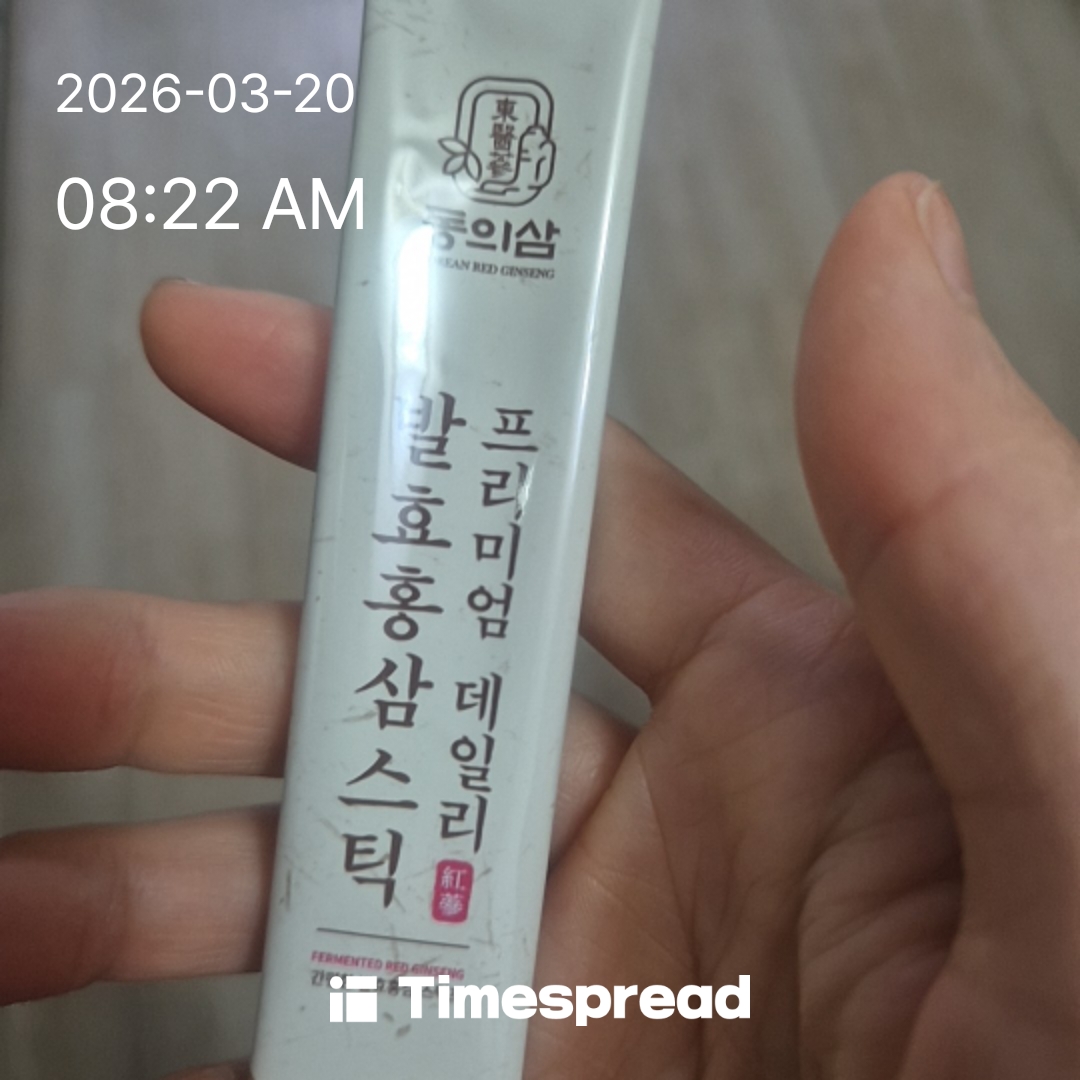 2026-03-20
08:22 AM
東醫蔘
동의삼
RED GINSENG
프리미엄 데일리
발효홍삼스틱
紅蔘
FERMENTED RED GINSENG
Timespread